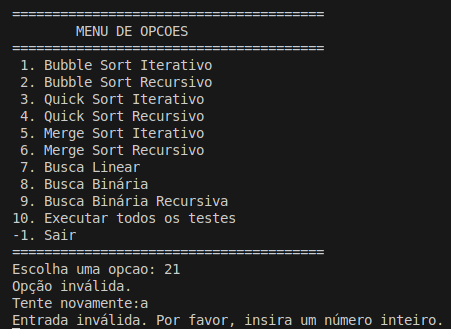 =======================================
MENU DE OPCOES
=======================================
1. Bubble Sort Iterativo
2. Bubble Sort Recursivo
3. Quick Sort Iterativo
4. Quick Sort Recursivo
5. Merge Sort Iterativo
6. Merge Sort Recursivo
7. Busca Linear
8. Busca Binária
9. Busca Binária Recursiva
10. Executar todos os testes
-1. Sair
=======================================
Escolha uma opcao: 21
Opção inválida.
Tente novamente:a
Entrada inválida. Por favor, insira um número inteiro.